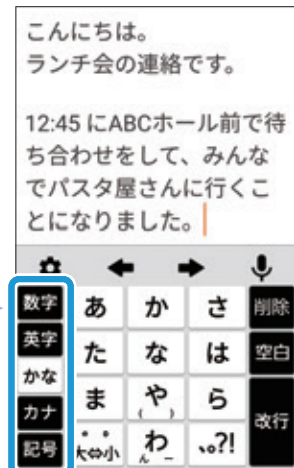 こんにちは。
ランチ会の連絡です。
12:45 にABCホール前で待
ち合わせをして、みんな
でパスタ屋さんに行くこ
とになりました。
数字 あ か さ 削除
英字 た な は 空白
かな
カナ ま や ( ) ら 改行
記号 大⇔小 わ ん ー 、。?!